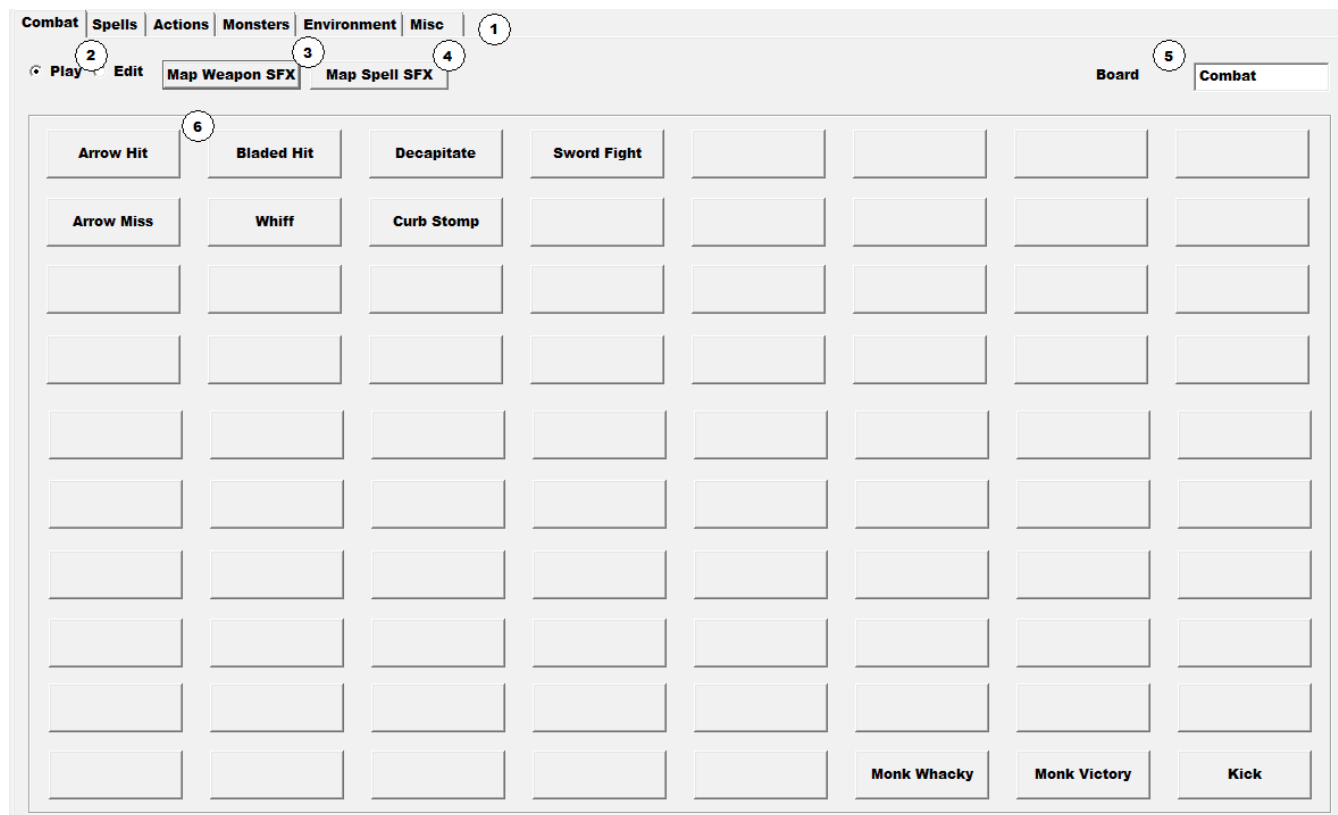 Combat Spells Actions Monsters Environment Misc 1
2 3 4 5
Play Edit Map Weapon SFX Map Spell SFX Board Combat
6
Arrow Hit Bladed Hit Decapitate Sword Fight
Arrow Miss Whiff Curb Stomp
Monk Whacky Monk Victory Kick